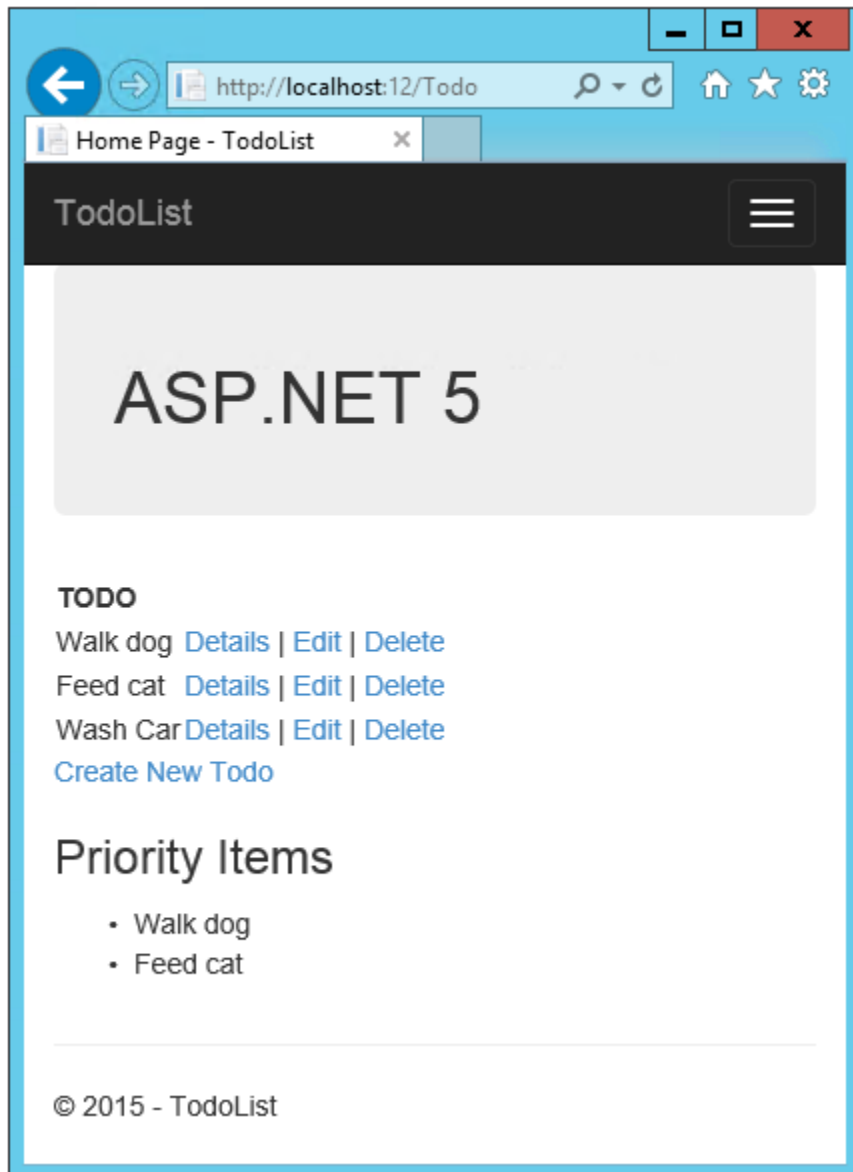 http://localhost:12/Todo
Home Page - TodoList
TodoList
ASP.NET 5
TODO
Walk dog Details | Edit | Delete
Feed cat Details | Edit | Delete
Wash Car Details | Edit | Delete
Create New Todo
Priority Items
• Walk dog
• Feed cat
© 2015 - TodoList